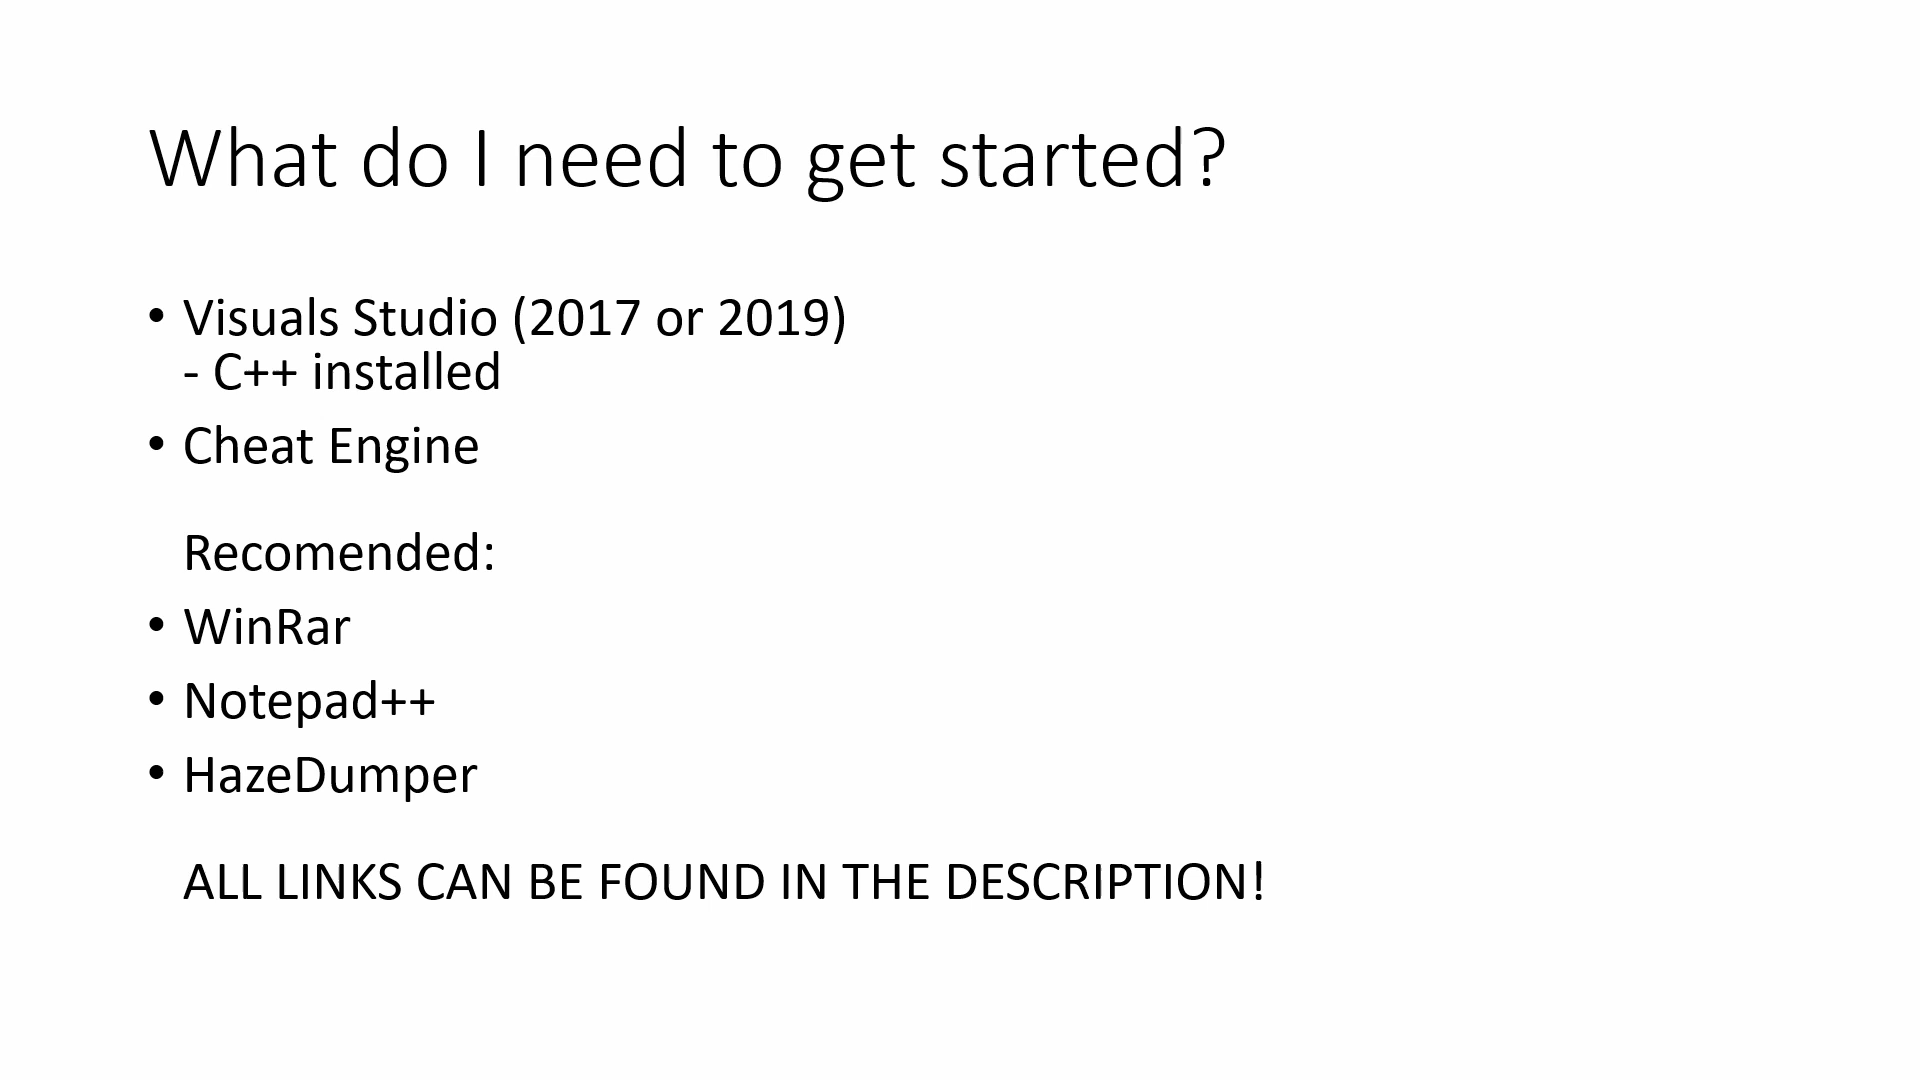 What do I need to get started?
• Visuals Studio (2017 or 2019)
- C++ installed
• Cheat Engine
Recomended:
• WinRar
• Notepad++
• HazeDumper
ALL LINKS CAN BE FOUND IN THE DESCRIPTION!